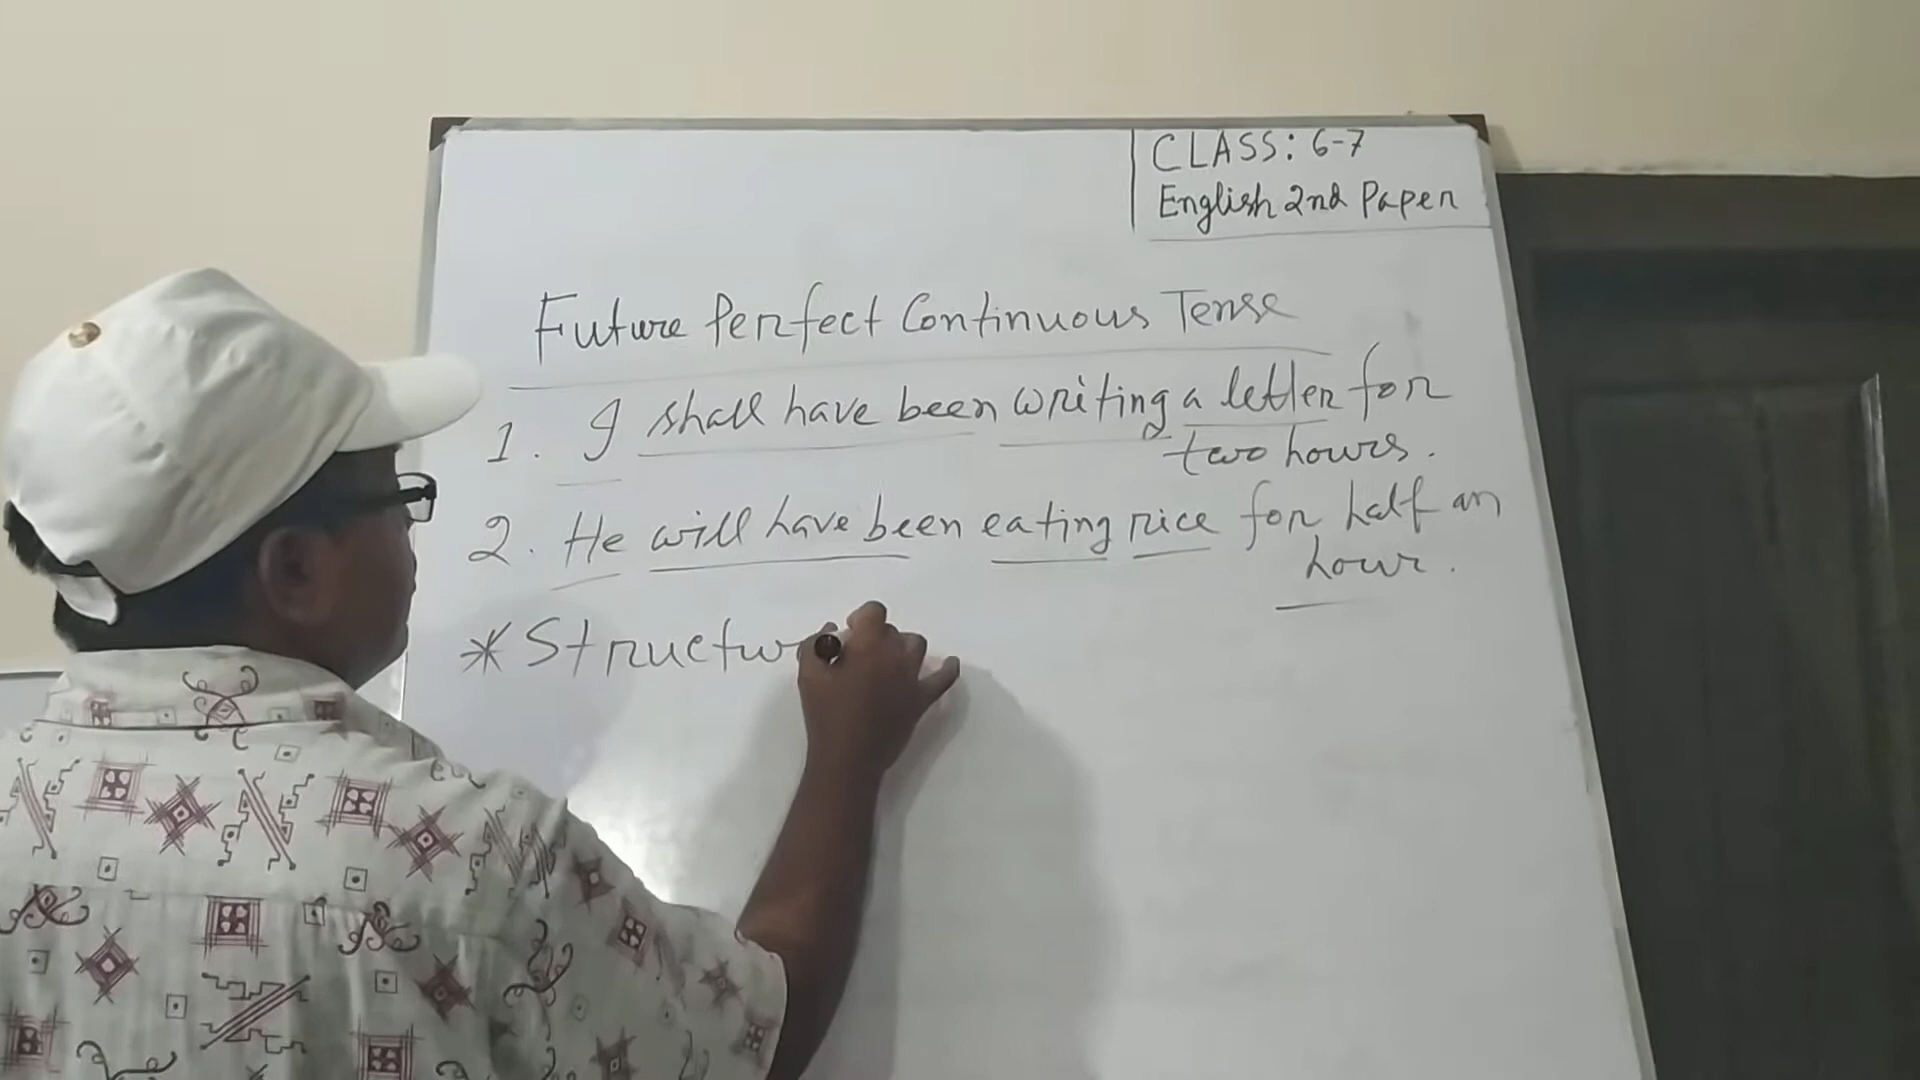 CLASS: 6-7
English 2nd Paper
Future Perfect Continuous Tense
1. I shall have been writing a letter for
two hours.
2. He will have been eating rice for half an
hour.
* Structur